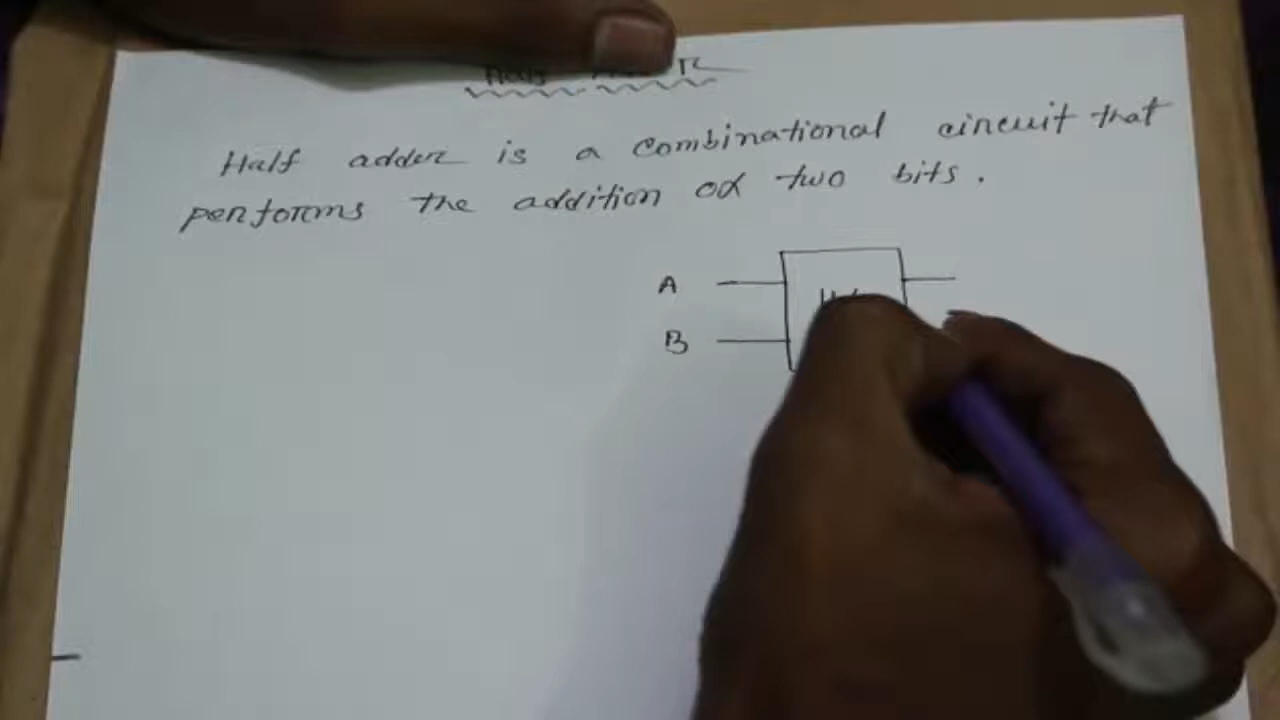 Half adder is a combinational circuit that
performs the addition of two bits.
A
B